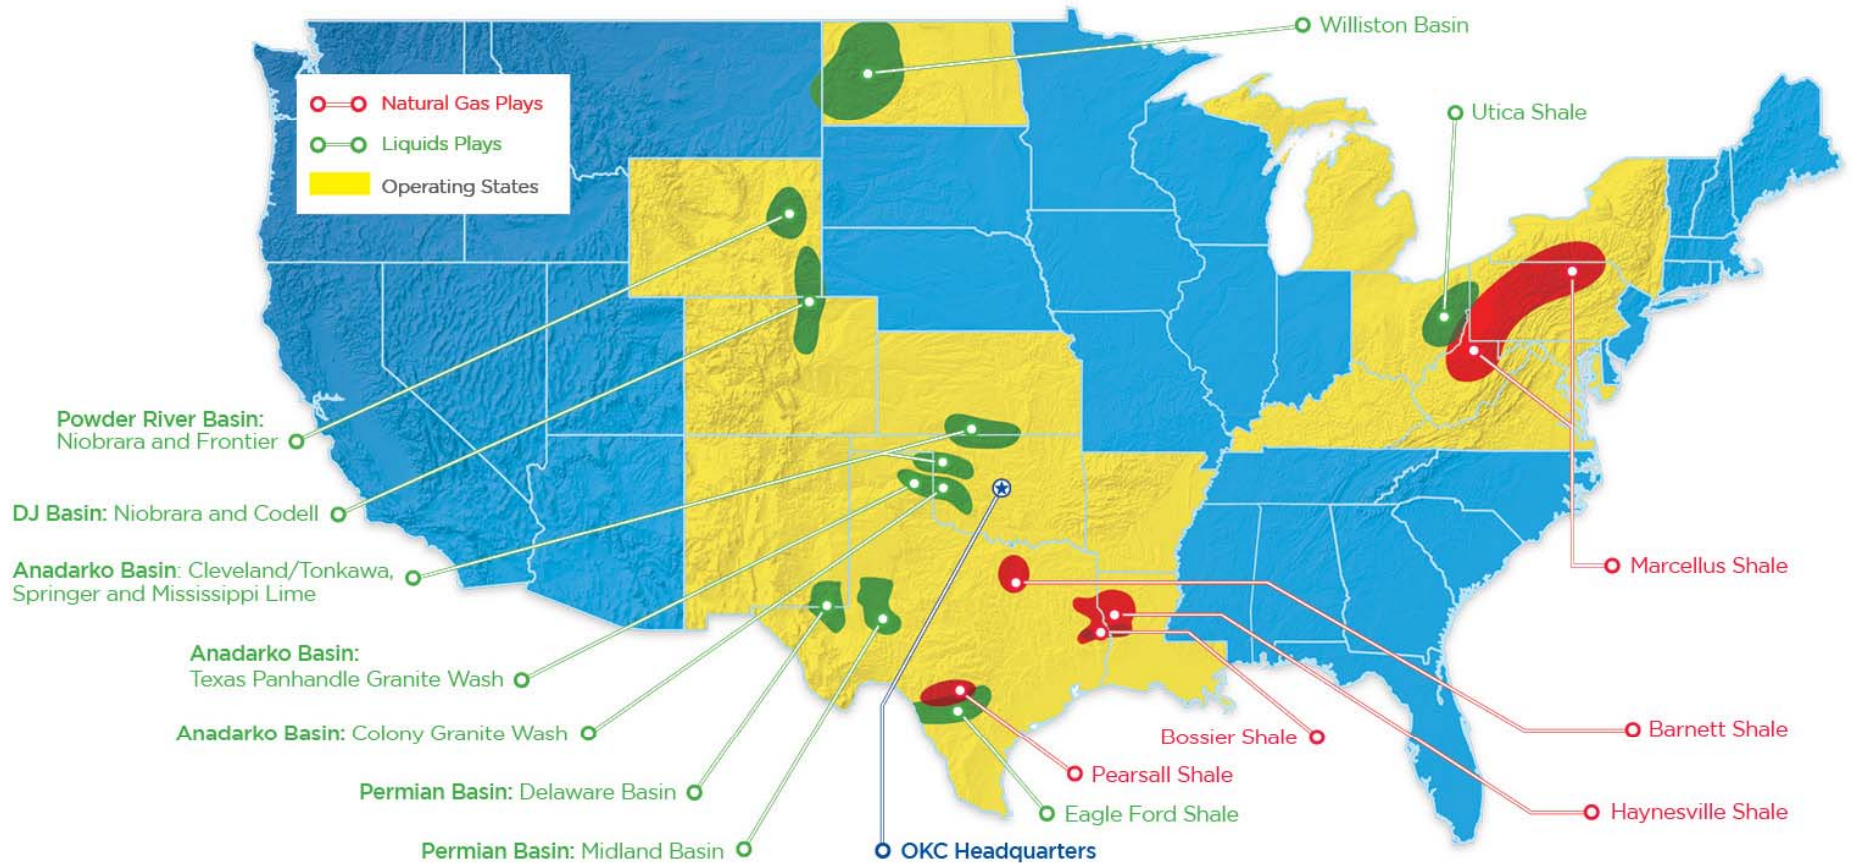 Williston Basin
Natural Gas Plays
Liquids Plays
Operating States
Utica Shale
Powder River Basin:
Niobrara and Frontier
DJ Basin: Niobrara and Codell
Anadarko Basin: Cleveland/Tonkawa,
Springer and Mississippi Lime
Anadarko Basin:
Texas Panhandle Granite Wash
Anadarko Basin: Colony Granite Wash
Permian Basin: Delaware Basin
Permian Basin: Midland Basin
OKC Headquarters
Eagle Ford Shale
Pearsall Shale
Bossier Shale
Marcellus Shale
Barnett Shale
Haynesville Shale